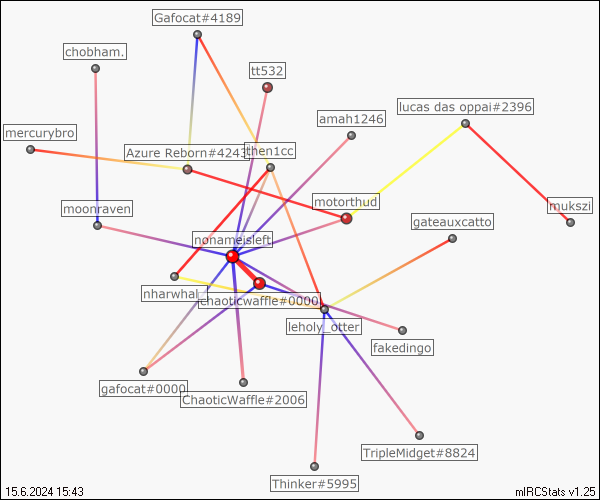 Gafocat#4189
chobham.
tt532
lucas das oppai#2396
amah1246
mercurybro
Azure Reborn#4243
then1cc
motorthud
mukszi
moonraven
gateauxcatto
nonameisleft
nharwhal
chaoticwaffle#0000
leholy_otter
fakedingo
gafocat#0000
ChaoticWaffle#2006
TripleMidget#8824
Thinker#5995
15.6.2024 15:43
mIRCStats v1.25